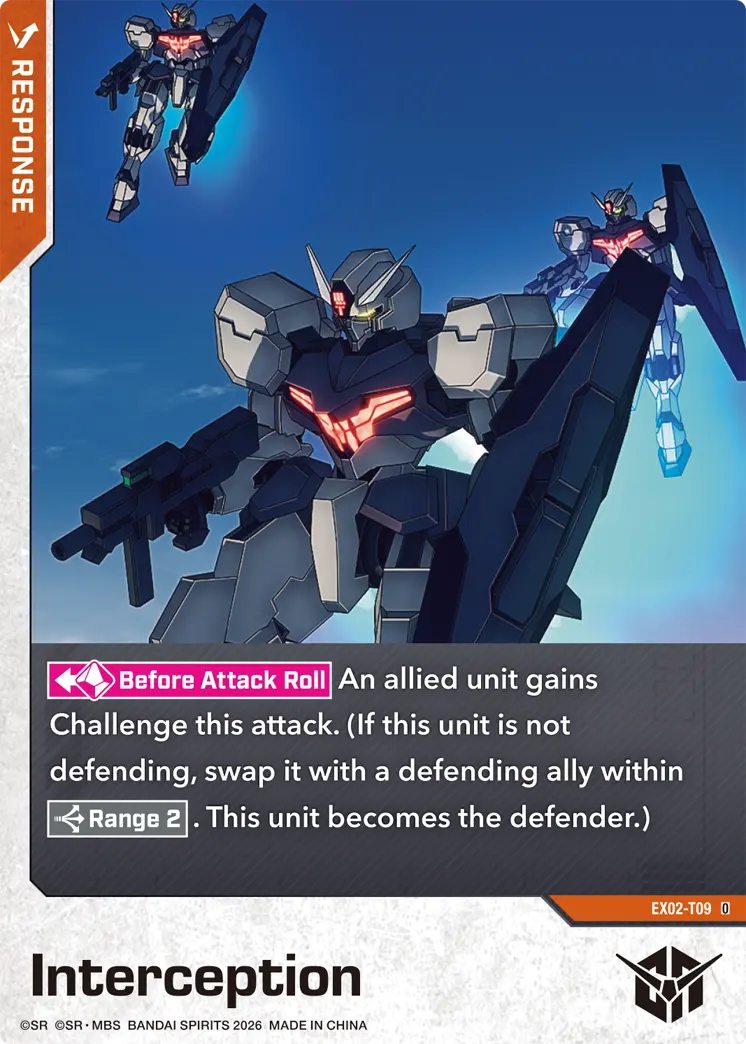 RESPONSE
Before Attack Roll An allied unit gains
Challenge this attack. (If this unit is not
defending, swap it with a defending ally within
Range 2 . This unit becomes the defender.)
EX02-T09 0
Interception
©SR ©SR・MBS BANDAI SPIRITS 2026 MADE IN CHINA